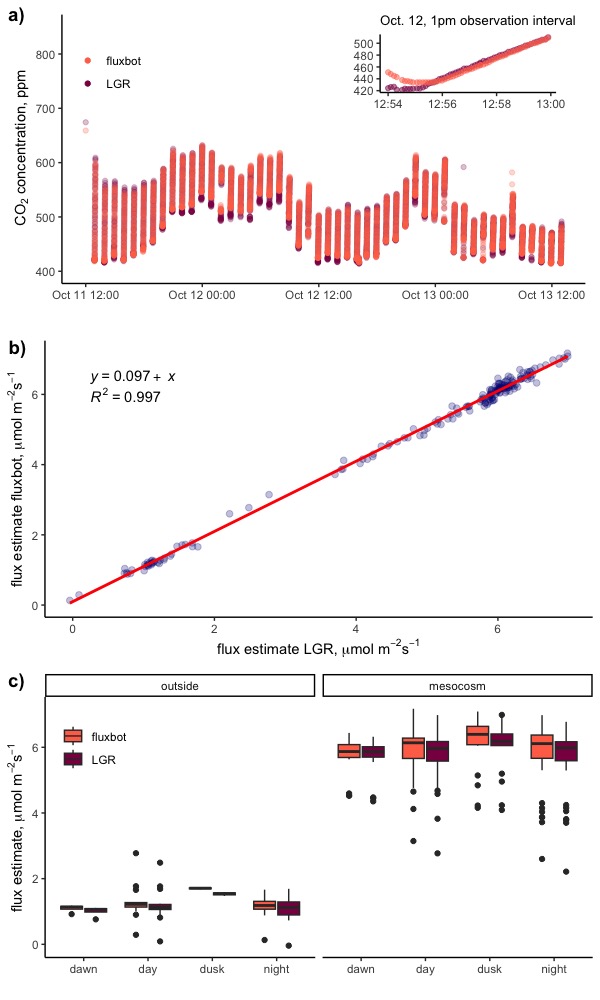 a)
Oct. 12, 1pm observation interval
CO₂ concentration, ppm
800
700
600
500
400
fluxbot
LGR
500
480
460
440
420
12:54
12:56
12:58
13:00
Oct 11 12:00
Oct 12 00:00
Oct 12 12:00
Oct 13 00:00
Oct 13 12:00
b)
flux estimate fluxbot, μmol m⁻²s⁻¹
y = 0.097 + x
R² = 0.997
6
4
2
0
0
2
4
6
flux estimate LGR, μmol m⁻²s⁻¹
c)
outside
mesocosm
flux estimate, μmol m⁻²s⁻¹
fluxbot
LGR
6
4
2
0
dawn
day
dusk
night
dawn
day
dusk
night